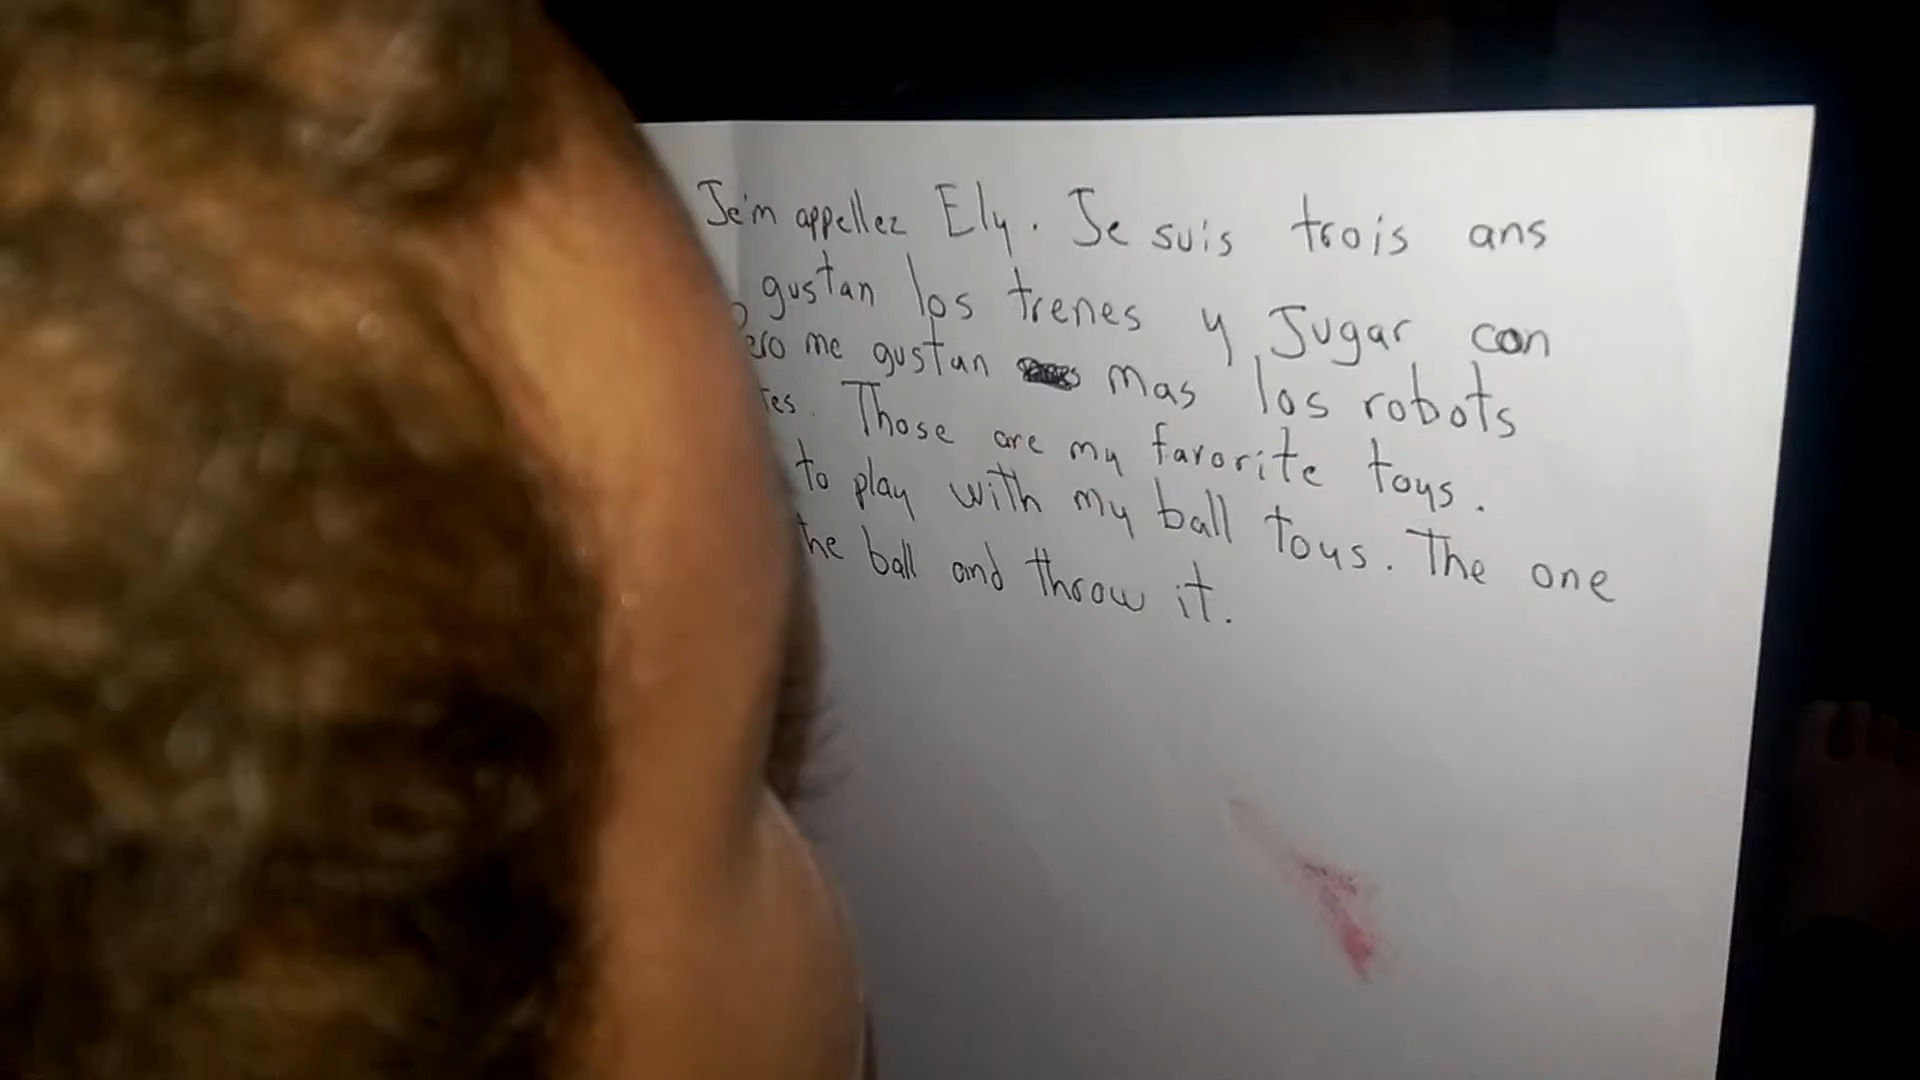 Je'm appellez Ely. Je suis trois ans
gustan los trenes y Jugar con
me gustan mas los robots
Those are my favorite toys.
to play with my ball toys. The one
ball and throw it.